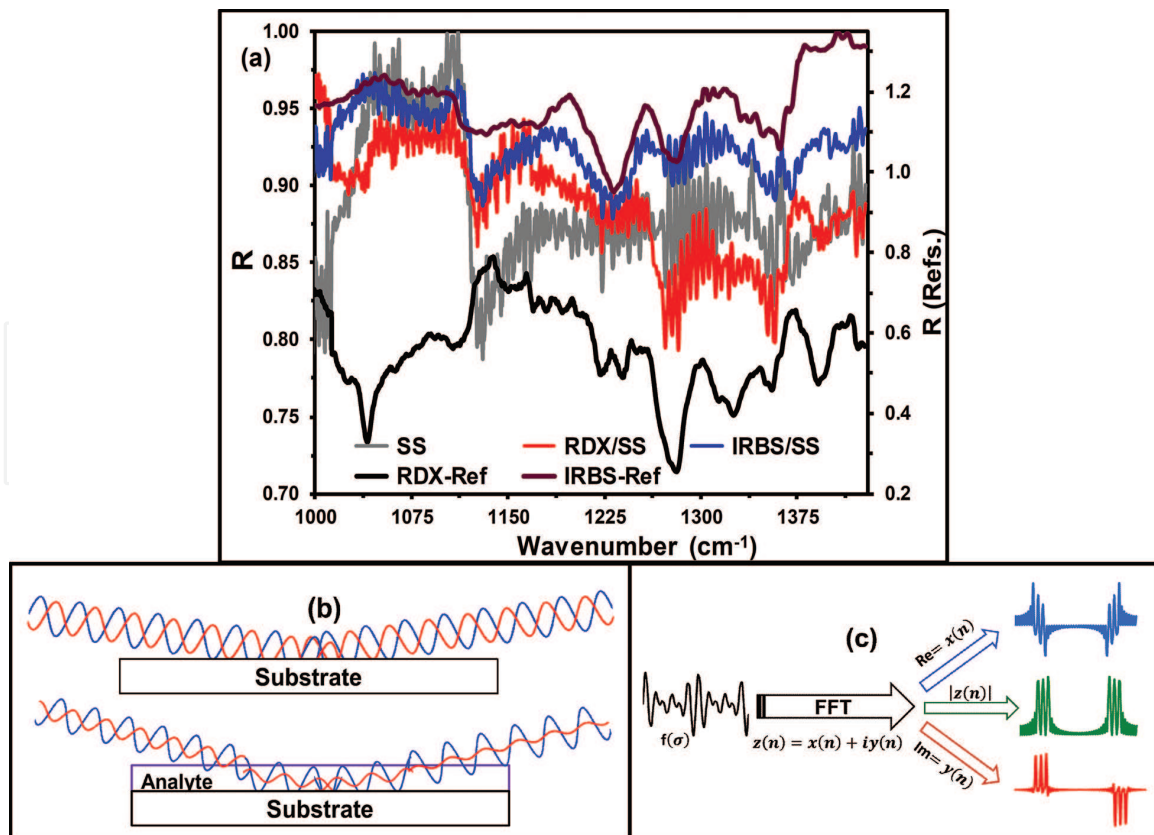 (a)
1.00
0.95
0.90
0.85
0.80
0.75
0.70
R
1.2
1.0
0.8
0.6
0.4
0.2
R (Refs.)
SS RDX/SS IRBS/SS
RDX-Ref IRBS-Ref
1000 1075 1150 1225 1300 1375
Wavenumber (cm⁻¹)
(b)
Substrate
Analyte
Substrate
(c)
f(σ)
FFT
z(n) = x(n) + iy(n)
Re= x(n)
|z(n)|
Im= y(n)